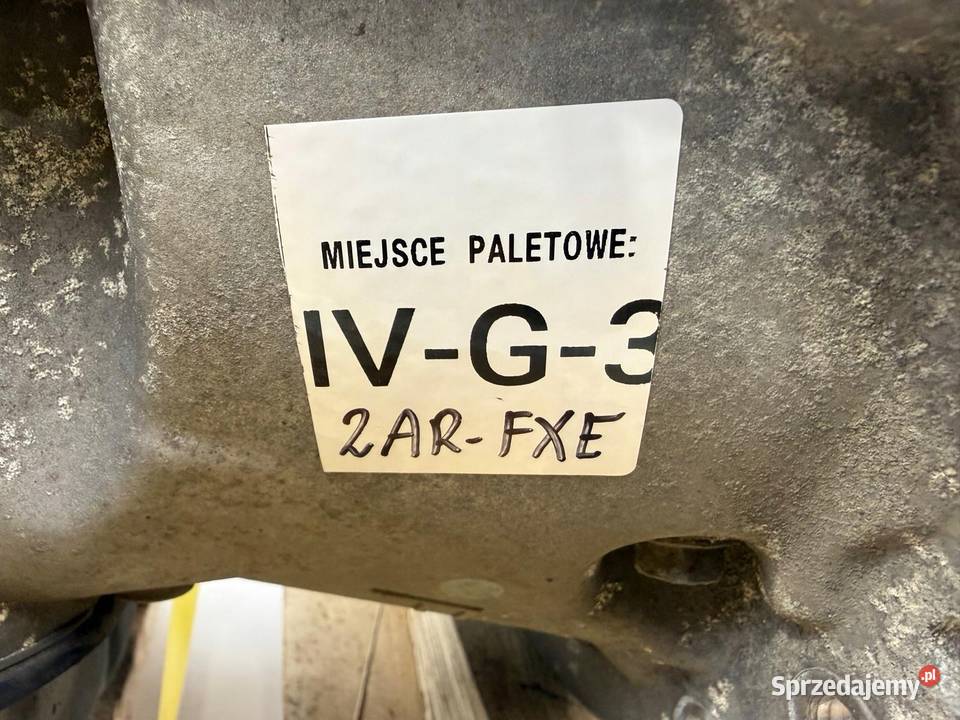 MIEJSCE PALETOWE:
IV-G-3
2AR-FXE
Sprzedajemy.pl